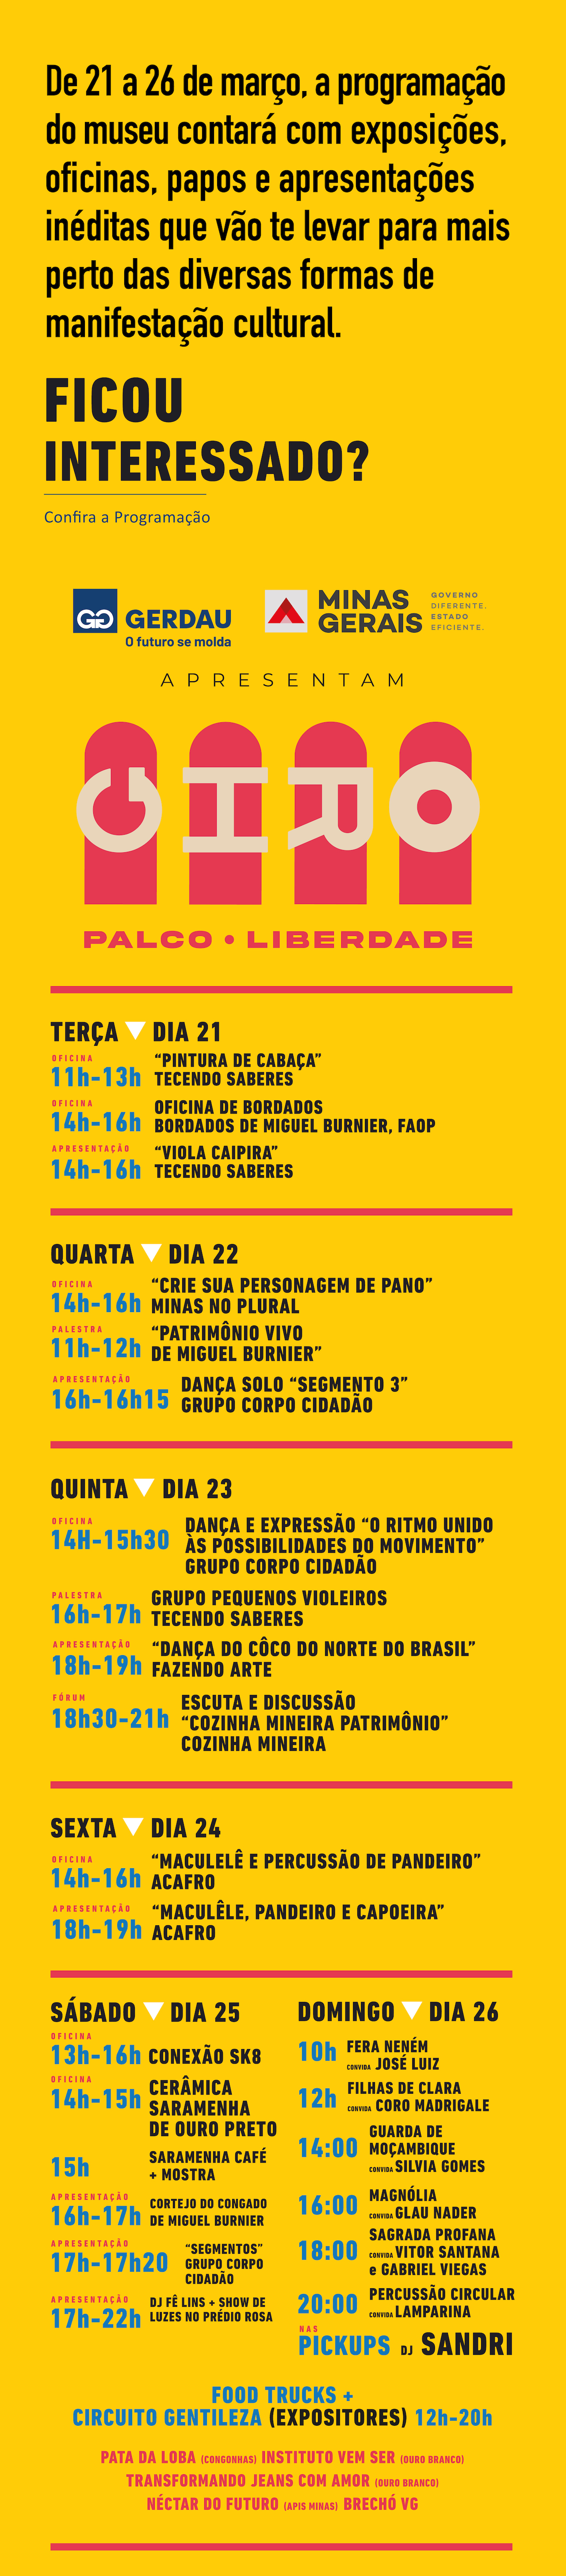 De 21 a 26 de março, a programação
do museu contará com exposições,
oficinas, papos e apresentações
inéditas que vão te levar para mais
perto das diversas formas de
manifestação cultural.
FICOU
INTERESSADO?
Confira a Programação
GERDAU
O futuro se molda
MINAS
GERAIS
GOVERNO
DIFERENTE.
ESTADO
EFICIENTE.
APRESENTAM
GIRO
PALCO • LIBERDADE
TERÇA DIA 21
OFICINA
11h-13h
“PINTURA DE CABAÇA”
TECENDO SABERES
OFICINA
14h-16h
OFICINA DE BORDADOS
BORDADOS DE MIGUEL BURNIER, FAOP
APRESENTAÇÃO
14h-16h
“VIOLA CAIPIRA”
TECENDO SABERES
QUARTA DIA 22
OFICINA
14h-16h
“CRIE SUA PERSONAGEM DE PANO”
MINAS NO PLURAL
PALESTRA
11h-12h
“PATRIMÔNIO VIVO
DE MIGUEL BURNIER”
APRESENTAÇÃO
16h-16h15
DANÇA SOLO “SEGMENTO 3”
GRUPO CORPO CIDADÃO
QUINTA DIA 23
OFICINA
14H-15h30
DANÇA E EXPRESSÃO “O RITMO UNIDO
ÀS POSSIBILIDADES DO MOVIMENTO”
GRUPO CORPO CIDADÃO
PALESTRA
16h-17h
GRUPO PEQUENOS VIOLEIROS
TECENDO SABERES
APRESENTAÇÃO
18h-19h
“DANÇA DO CÔCO DO NORTE DO BRASIL”
FAZENDO ARTE
FÓRUM
18h30-21h
ESCUTA E DISCUSSÃO
“COZINHA MINEIRA PATRIMÔNIO”
COZINHA MINEIRA
SEXTA DIA 24
OFICINA
14h-16h
“MACULELÊ E PERCUSSÃO DE PANDEIRO”
ACAFRO
APRESENTAÇÃO
18h-19h
“MACULÊLE, PANDEIRO E CAPOEIRA”
ACAFRO
SÁBADO DIA 25
OFICINA
13h-16h CONEXÃO SK8
OFICINA
14h-15h
CERÂMICA
SARAMENHA
DE OURO PRETO
15h
SARAMENHA CAFÉ
+ MOSTRA
APRESENTAÇÃO
16h-17h
CORTEJO DO CONGADO
DE MIGUEL BURNIER
APRESENTAÇÃO
17h-17h20
“SEGMENTOS”
GRUPO CORPO
CIDADÃO
APRESENTAÇÃO
17h-22h
DJ FÊ LINS + SHOW DE
LUZES NO PRÉDIO ROSA
DOMINGO DIA 26
10h
FERA NENÉM
CONVIDA JOSÉ LUIZ
12h
FILHAS DE CLARA
CONVIDA CORO MADRIGALE
14:00
GUARDA DE
MOÇAMBIQUE
CONVIDA SILVIA GOMES
16:00
MAGNÓLIA
CONVIDA GLAU NADER
18:00
SAGRADA PROFANA
CONVIDA VITOR SANTANA
e GABRIEL VIEGAS
20:00
PERCUSSÃO CIRCULAR
CONVIDA LAMPARINA
NAS
PICKUPS DJ SANDRI
FOOD TRUCKS +
CIRCUITO GENTILEZA (EXPOSITORES) 12h-20h
PATA DA LOBA (CONGONHAS) INSTITUTO VEM SER (OURO BRANCO)
TRANSFORMANDO JEANS COM AMOR (OURO BRANCO)
NÉCTAR DO FUTURO (APIS MINAS) BRECHÓ VG